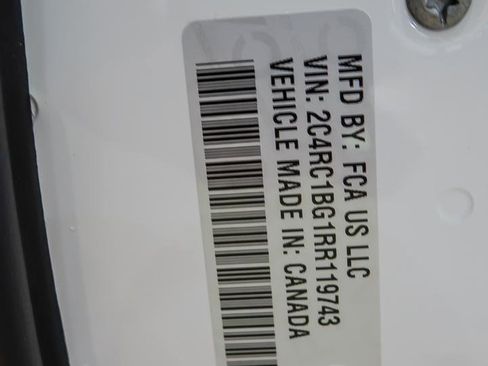 MFD BY: FCA US LLC
VIN: 2C4RC1BG1RR119743
VEHICLE MADE IN: CANADA